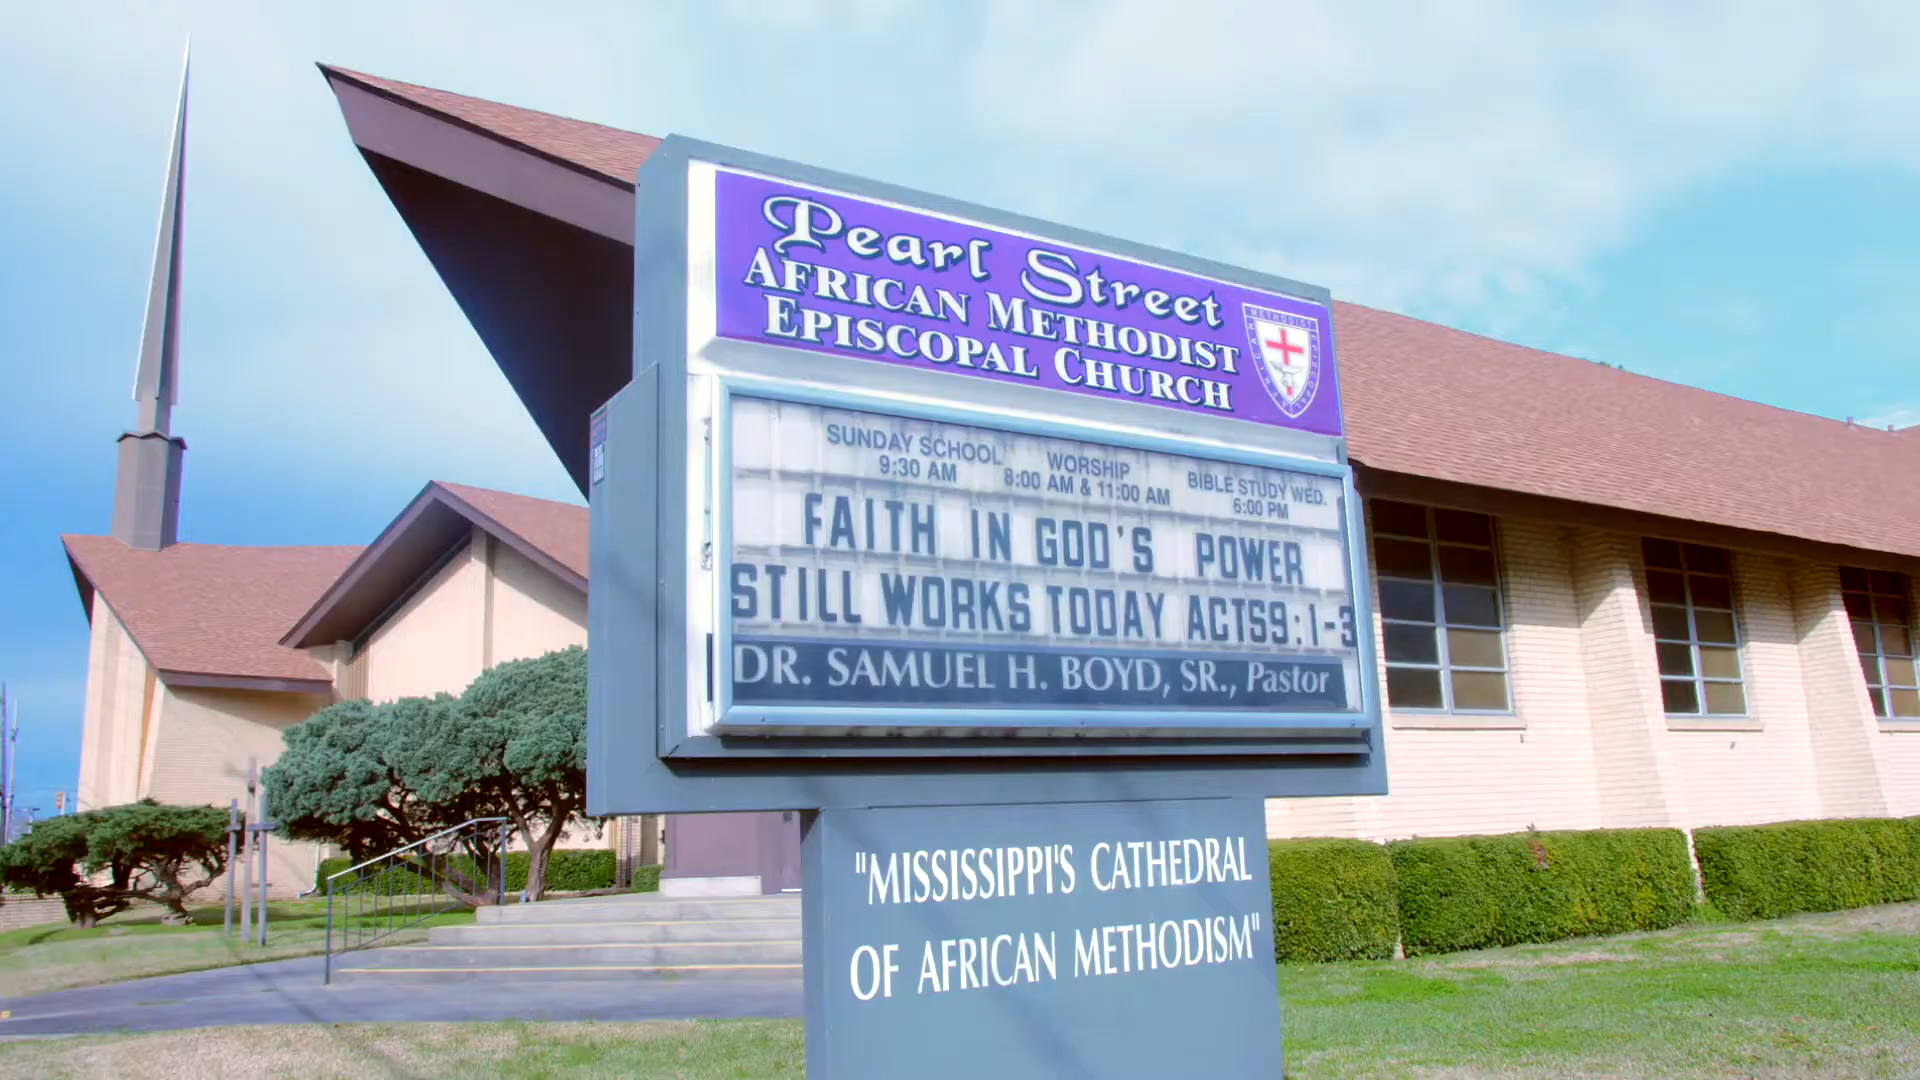 Pearl Street
AFRICAN METHODIST
EPISCOPAL CHURCH
METHODIST
EPISCOPAL
SUNDAY SCHOOL
9:30 AM
WORSHIP
8:00 AM & 11:00 AM
BIBLE STUDY WED.
6:00 PM
FAITH IN GOD'S POWER
STILL WORKS TODAY ACTS9:1-3
DR. SAMUEL H. BOYD, SR., Pastor
"MISSISSIPPI'S CATHEDRAL
OF AFRICAN METHODISM"